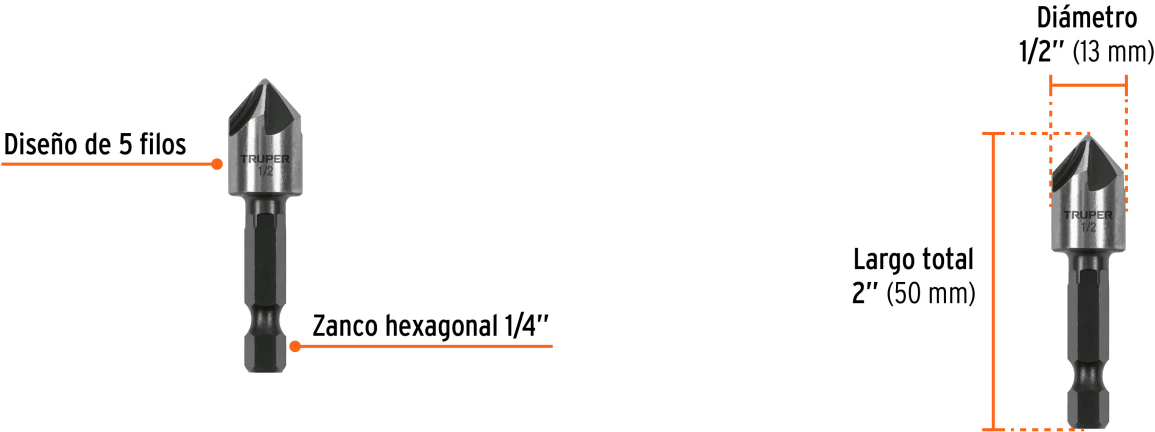 Diseño de 5 filos
TRUPER
1/2
Zanco hexagonal 1/4’’
Diámetro
1/2’’ (13 mm)
TRUPER
1/2
Largo total
2’’ (50 mm)